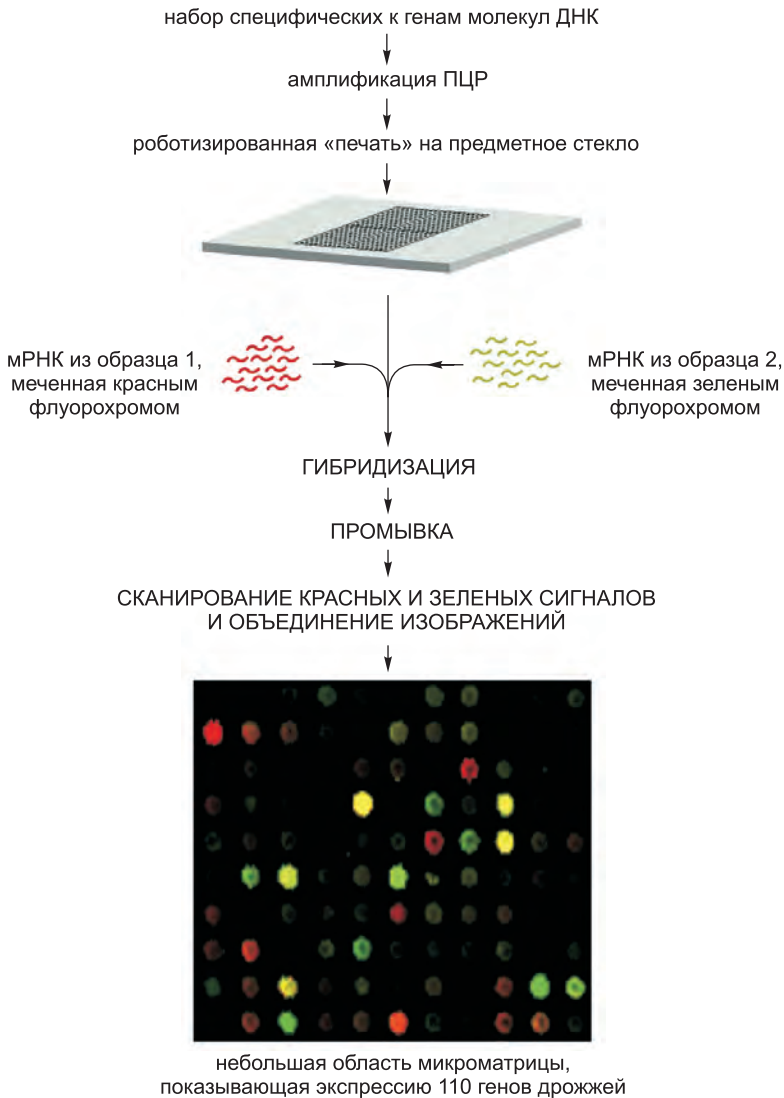 набор специфических к генам молекул ДНК
амплификация ПЦР
роботизированная «печать» на предметное стекло
мРНК из образца 1,
меченная красным
флуорохромом
мРНК из образца 2,
меченная зеленым
флуорохромом
ГИБРИДИЗАЦИЯ
ПРОМЫВКА
СКАНИРОВАНИЕ КРАСНЫХ И ЗЕЛЕНЫХ СИГНАЛОВ
И ОБЪЕДИНЕНИЕ ИЗОБРАЖЕНИЙ
небольшая область микроматрицы,
показывающая экспрессию 110 генов дрожжей